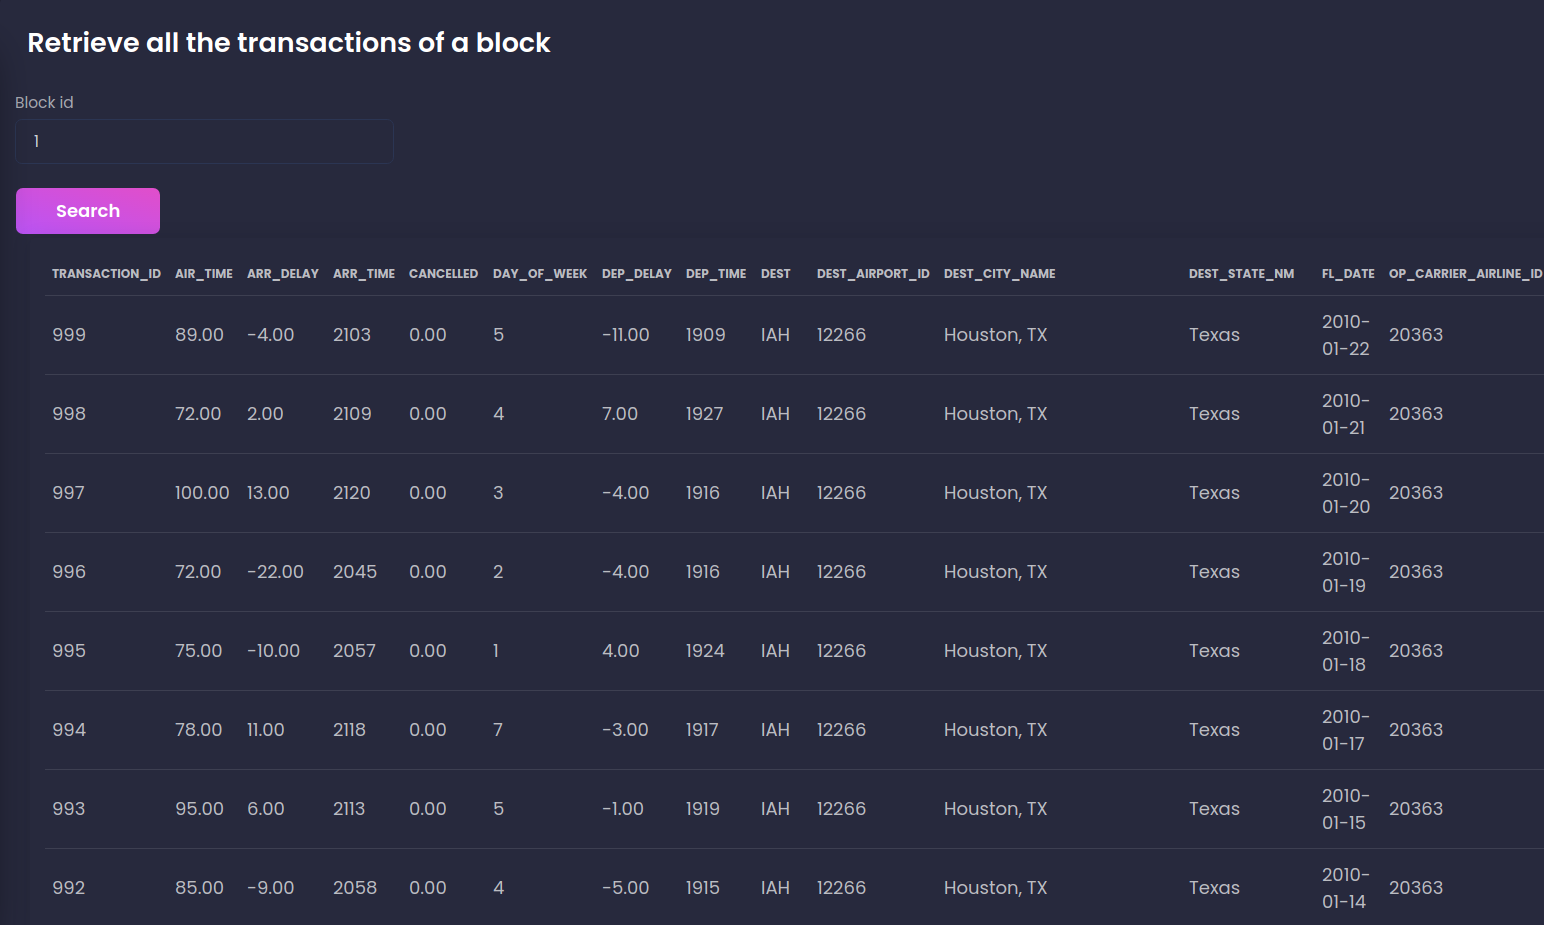 Retrieve all the transactions of a block
Block id
1
Search
TRANSACTION_ID AIR_TIME ARR_DELAY ARR_TIME CANCELLED DAY_OF_WEEK DEP_DELAY DEP_TIME DEST DEST_AIRPORT_ID DEST_CITY_NAME DEST_STATE_NM FL_DATE OP_CARRIER_AIRLINE_ID
999 89.00 -4.00 2103 0.00 5 -11.00 1909 IAH 12266 Houston, TX Texas 2010-01-22 20363
998 72.00 2.00 2109 0.00 4 7.00 1927 IAH 12266 Houston, TX Texas 2010-01-21 20363
997 100.00 13.00 2120 0.00 3 -4.00 1916 IAH 12266 Houston, TX Texas 2010-01-20 20363
996 72.00 -22.00 2045 0.00 2 -4.00 1916 IAH 12266 Houston, TX Texas 2010-01-19 20363
995 75.00 -10.00 2057 0.00 1 4.00 1924 IAH 12266 Houston, TX Texas 2010-01-18 20363
994 78.00 11.00 2118 0.00 7 -3.00 1917 IAH 12266 Houston, TX Texas 2010-01-17 20363
993 95.00 6.00 2113 0.00 5 -1.00 1919 IAH 12266 Houston, TX Texas 2010-01-15 20363
992 85.00 -9.00 2058 0.00 4 -5.00 1915 IAH 12266 Houston, TX Texas 2010-01-14 20363